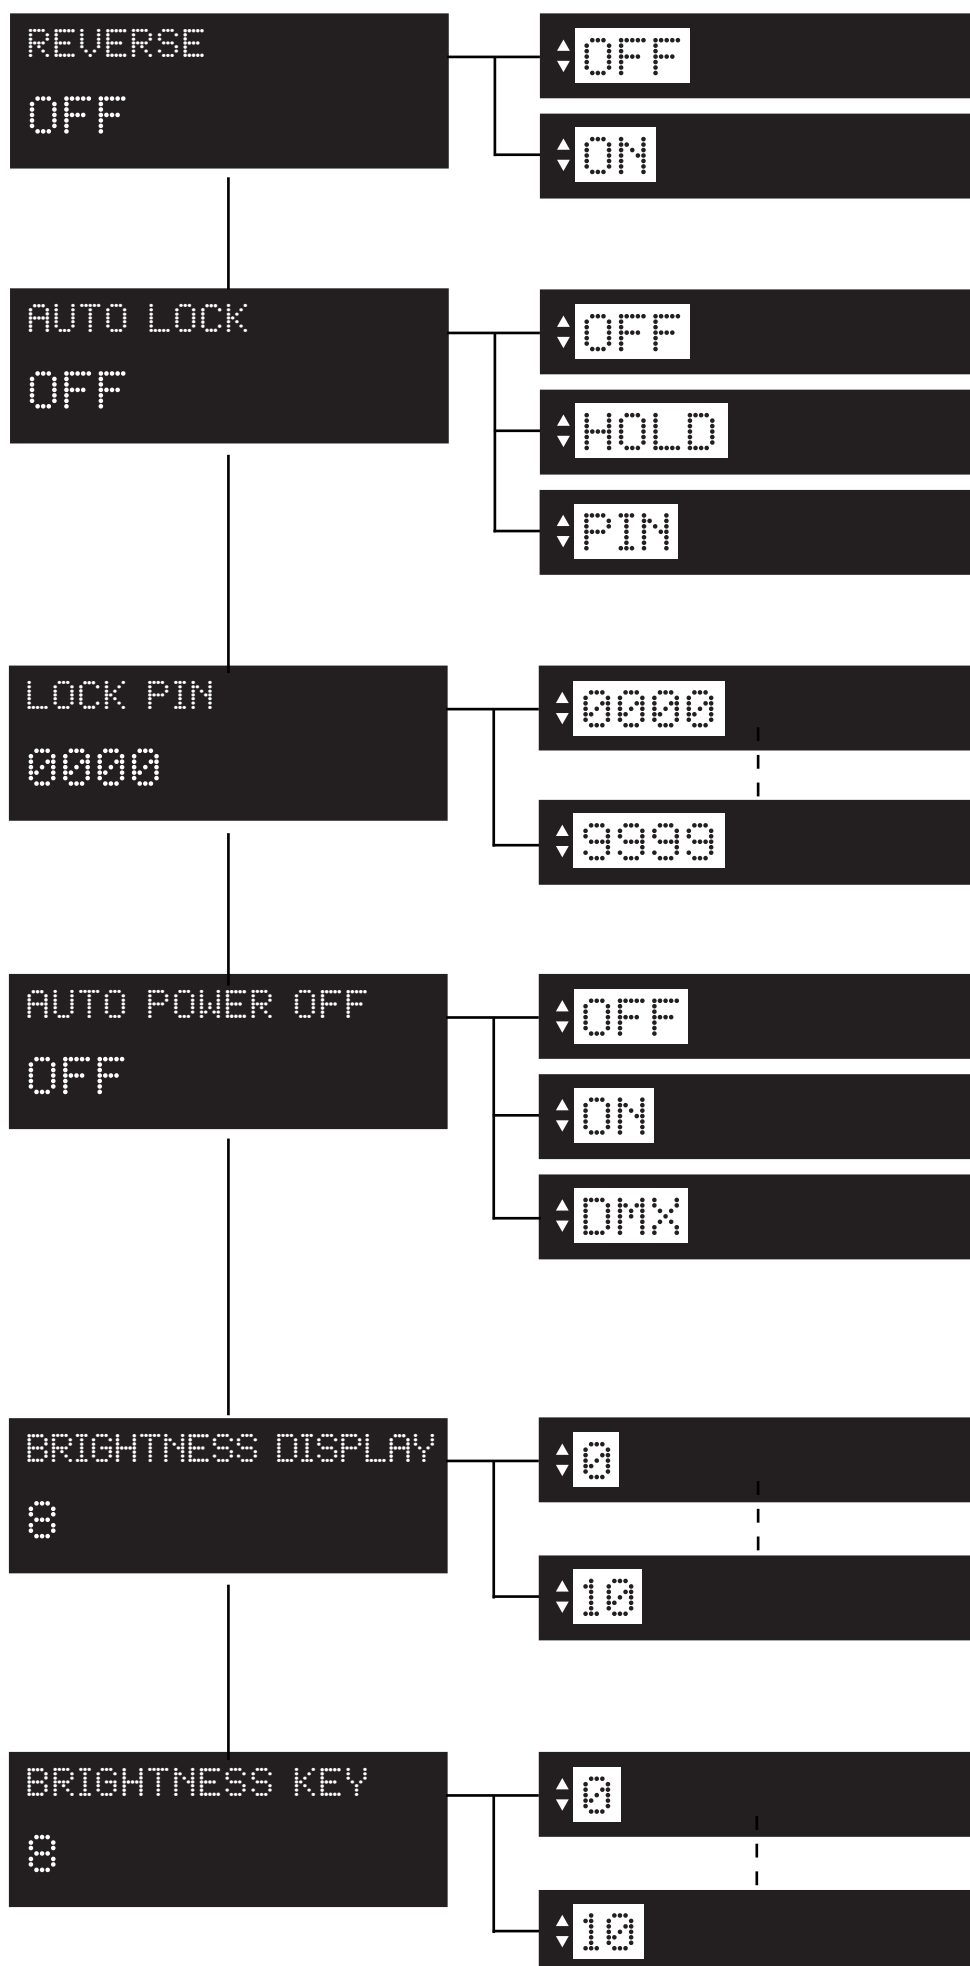 REVERSE
OFF
OFF
ON
AUTO LOCK
OFF
OFF
HOLD
PIN
LOCK PIN
0000
0000
9999
AUTO POWER OFF
OFF
OFF
ON
DMX
BRIGHTNESS DISPLAY
8
0
10
BRIGHTNESS KEY
8
0
10